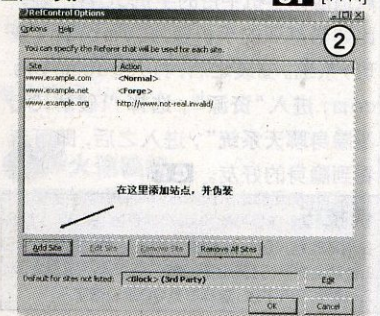 RefControl Options
Options Help
②
You can specify the Referer that will be used for each site.
Site Action
www.example.com <Normal>
www.example.net <Forge>
www.example.org http://www.not-real.invalid/
在这里添加站点，并伪装
Add Site Edit Site Remove Site Remove All Sites
Default for sites not listed: <Block> (3rd Party) Edit
OK Cancel